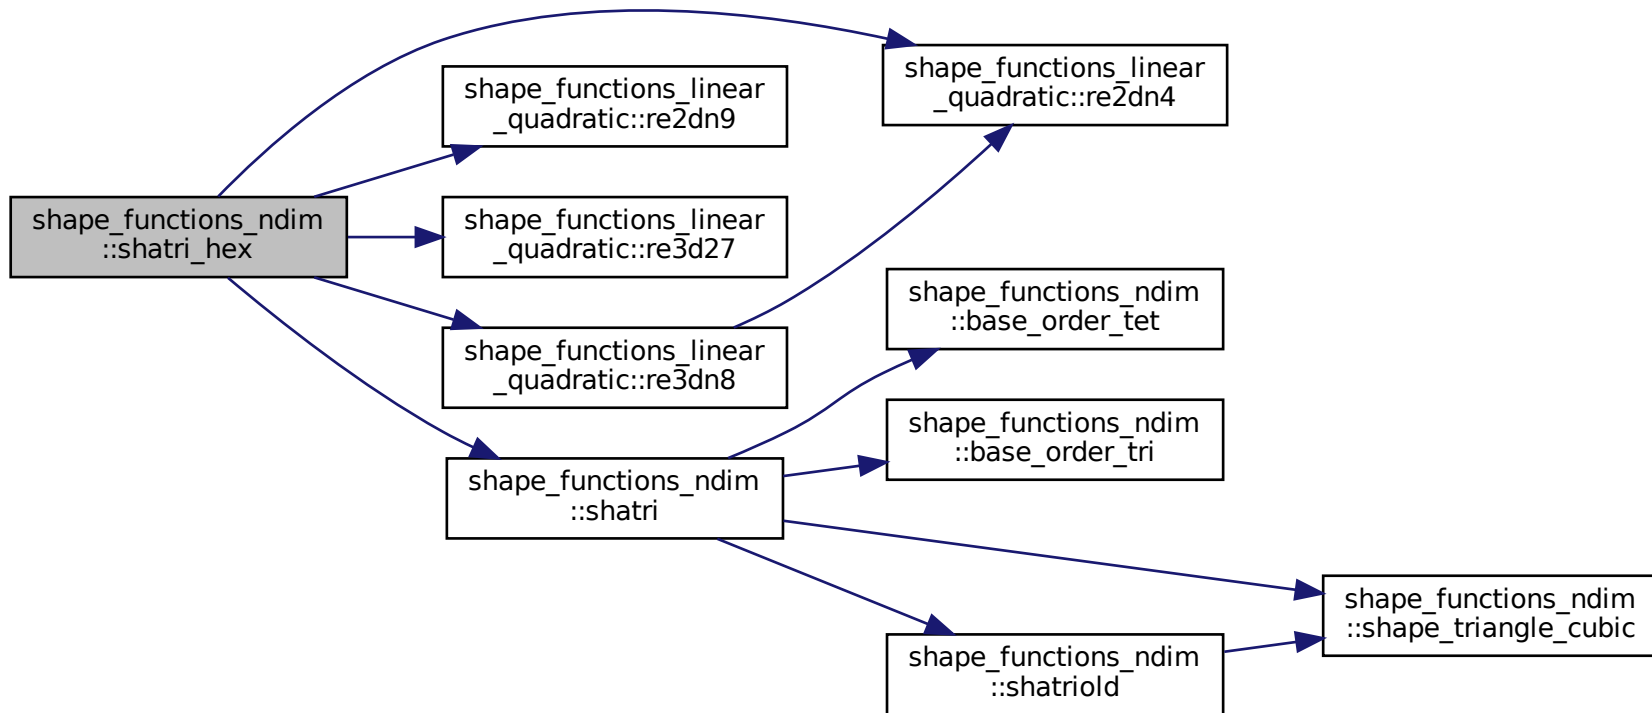 shape_functions_ndim
::shatri_hex
shape_functions_linear
_quadratic::re2dn9
shape_functions_linear
_quadratic::re3d27
shape_functions_linear
_quadratic::re3dn8
shape_functions_ndim
::shatri
shape_functions_linear
_quadratic::re2dn4
shape_functions_ndim
::base_order_tet
shape_functions_ndim
::base_order_tri
shape_functions_ndim
::shatriold
shape_functions_ndim
::shape_triangle_cubic